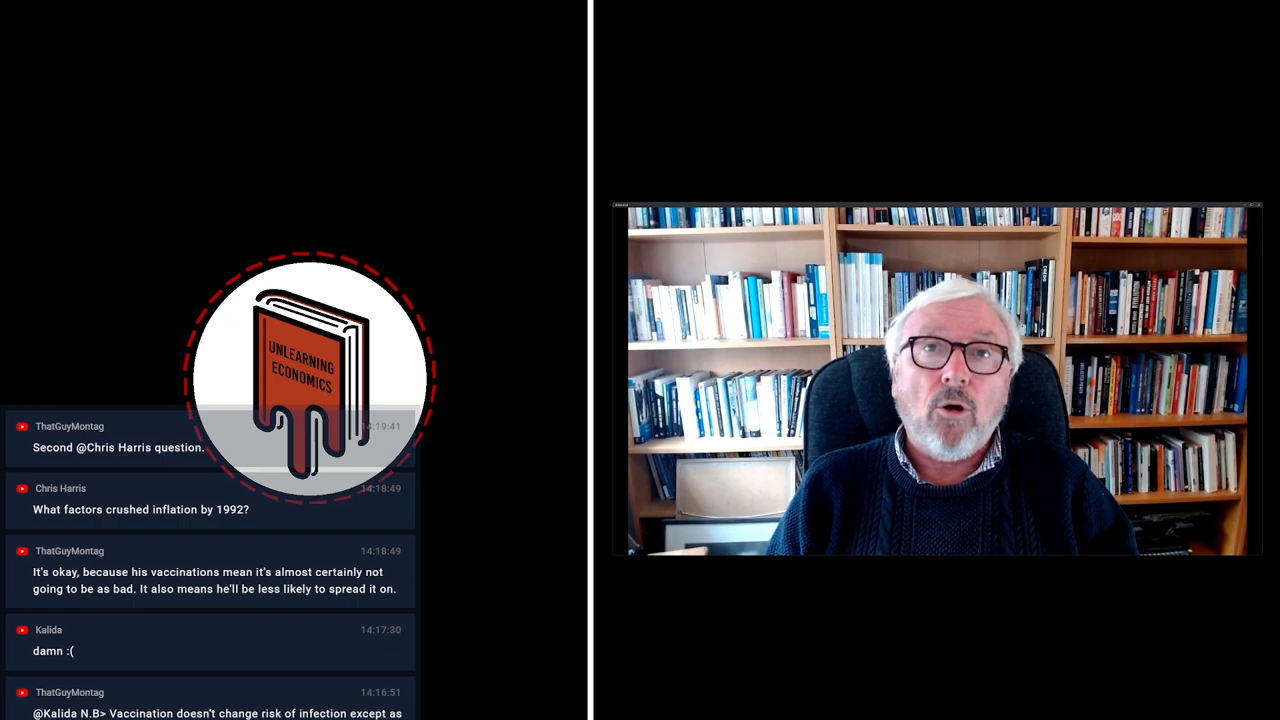 UNLEARNING
ECONOMICS
ThatGuyMontag 14:19:41
Second @Chris Harris question.
Chris Harris 14:18:49
What factors crushed inflation by 1992?
ThatGuyMontag 14:18:49
It's okay, because his vaccinations mean it's almost certainly not
going to be as bad. It also means he'll be less likely to spread it on.
Kalida 14:17:30
damn :(
ThatGuyMontag 14:16:51
@Kalida N.B> Vaccination doesn't change risk of infection except as